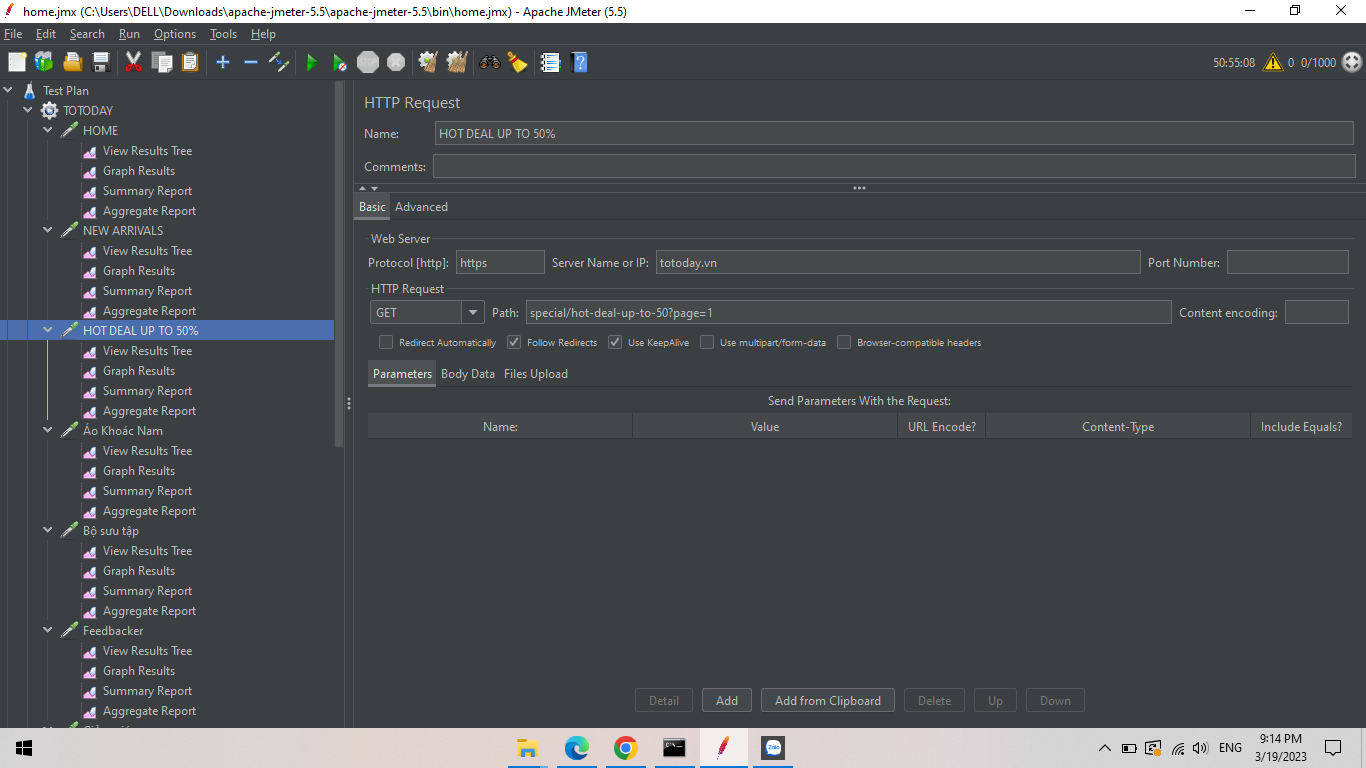 home.jmx (C:\Users\DELL\Downloads\apache-jmeter-5.5\apache-jmeter-5.5\bin\home.jmx) - Apache JMeter (5.5)
File Edit Search Run Options Tools Help
STOP
50:55:08 0 0/1000
Test Plan
TOTODAY
HOME
View Results Tree
Graph Results
Summary Report
Aggregate Report
NEW ARRIVALS
View Results Tree
Graph Results
Summary Report
Aggregate Report
HOT DEAL UP TO 50%
View Results Tree
Graph Results
Summary Report
Aggregate Report
Áo Khoác Nam
View Results Tree
Graph Results
Summary Report
Aggregate Report
Bộ sưu tập
View Results Tree
Graph Results
Summary Report
Aggregate Report
Feedbacker
View Results Tree
Graph Results
Summary Report
Aggregate Report
HTTP Request
Name: HOT DEAL UP TO 50%
Comments:
Basic Advanced
Web Server
Protocol [http]: https Server Name or IP: totoday.vn Port Number:
HTTP Request
GET Path: special/hot-deal-up-to-50?page=1 Content encoding:
Redirect Automatically Follow Redirects Use KeepAlive Use multipart/form-data Browser-compatible headers
Parameters Body Data Files Upload
Send Parameters With the Request:
Name: Value URL Encode? Content-Type Include Equals?
Detail Add Add from Clipboard Delete Up Down
Zalo
ENG
9:14 PM
3/19/2023